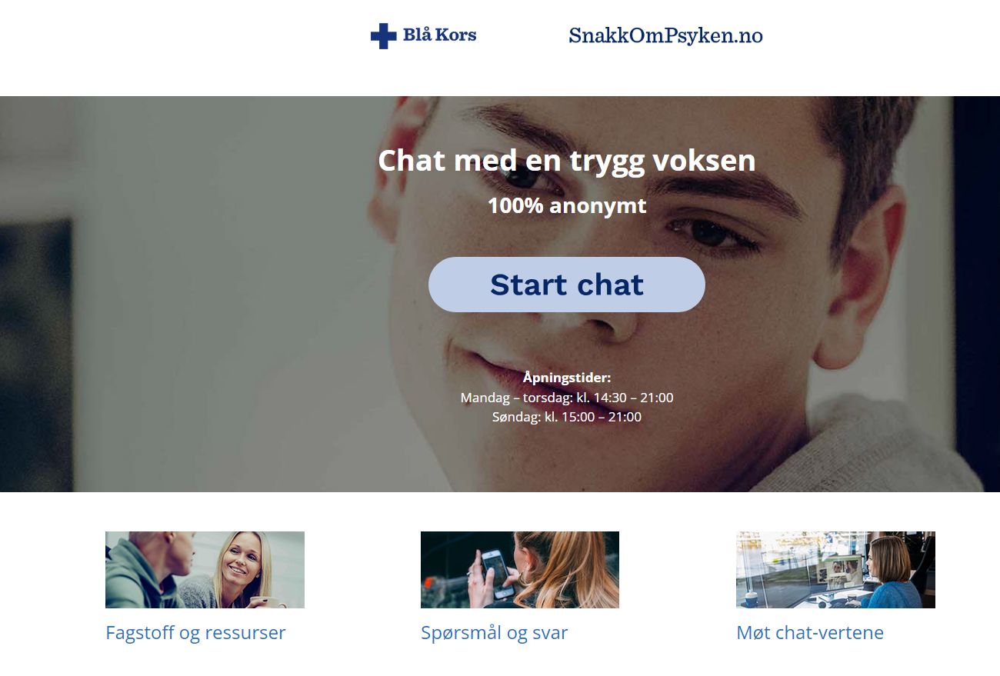 Blå Kors
SnakkOmPsyken.no
Chat med en trygg voksen
100% anonymt
Start chat
Åpningstider:
Mandag – torsdag: kl. 14:30 – 21:00
Søndag: kl. 15:00 – 21:00
Fagstoff og ressurser
Spørsmål og svar
Møt chat-vertene